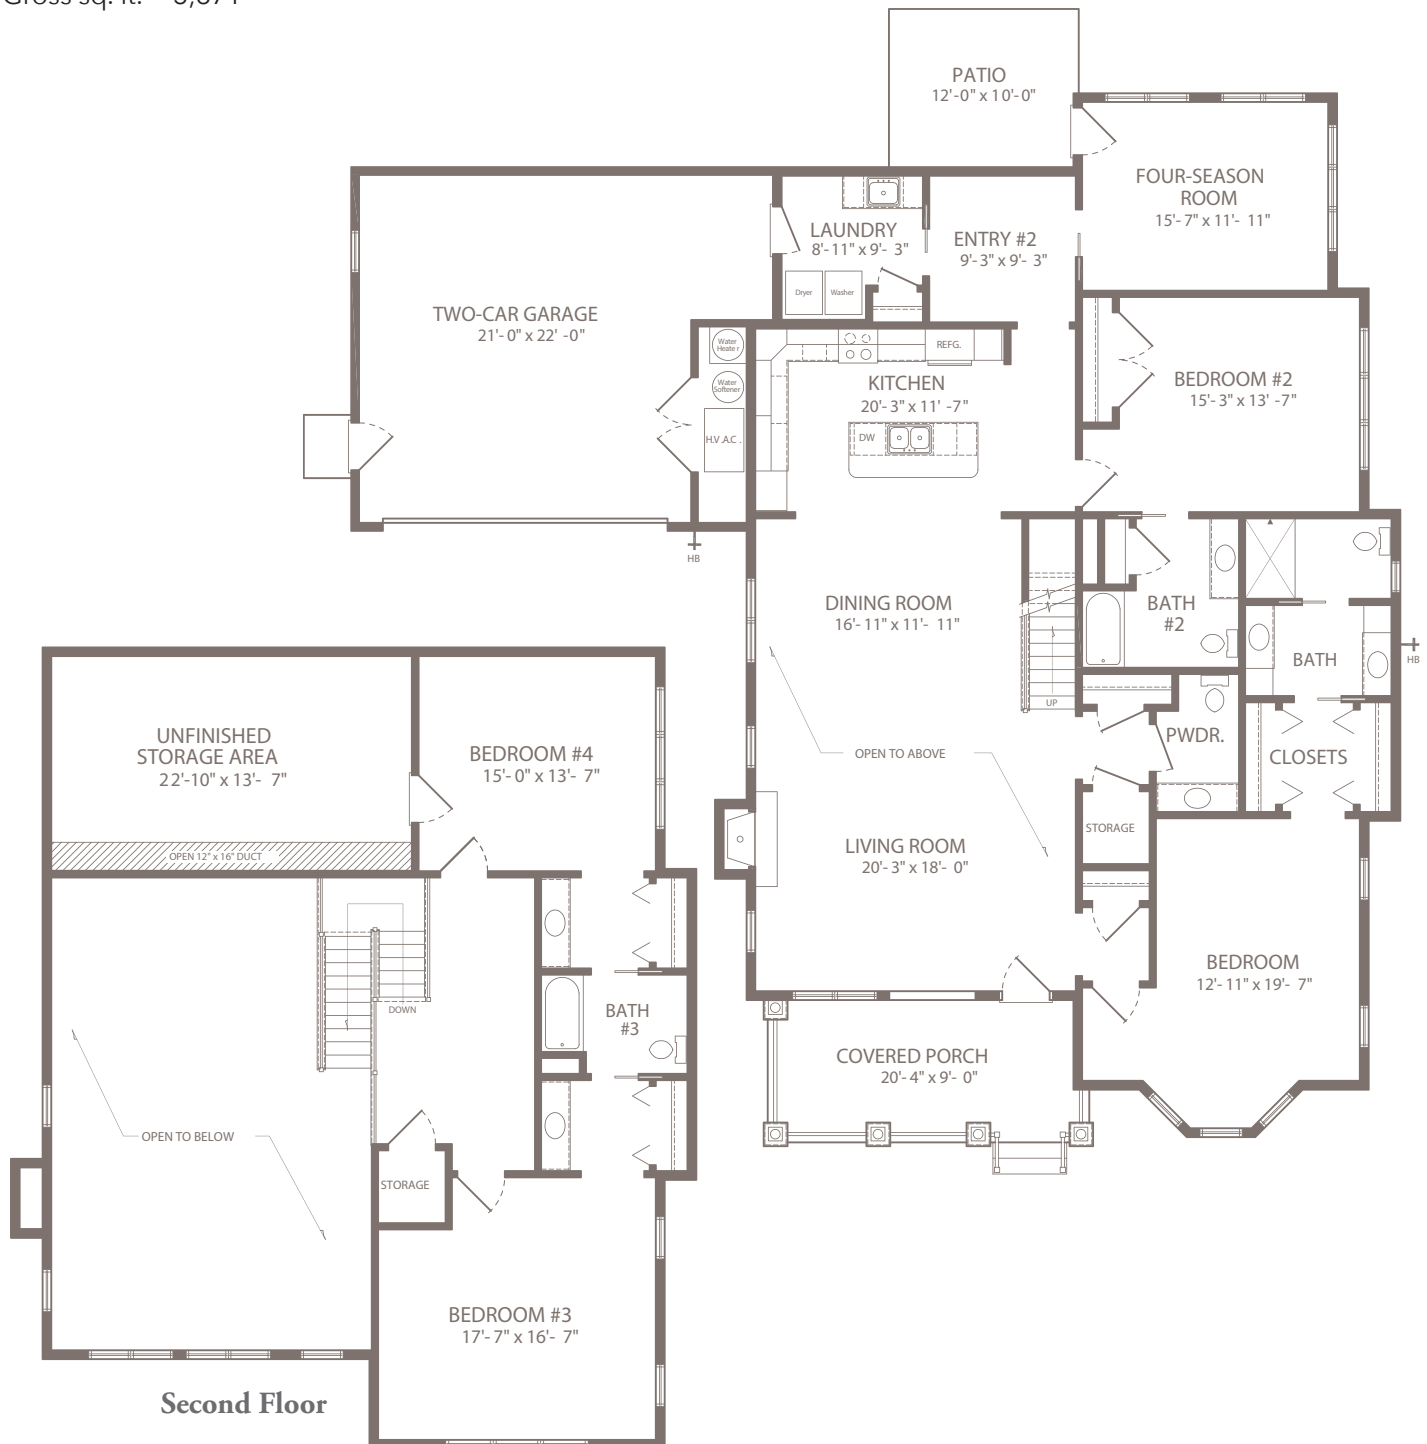 PATIO
12'-0" x 10'-0"
FOUR-SEASON
ROOM
15'-7" x 11'-11"
LAUNDRY
8'-11" x 9'-3"
ENTRY #2
9'-3" x 9'-3"
Dryer
Washer
TWO-CAR GARAGE
21'-0" x 22'-0"
Water
Heater
Water
Softener
H.V.A.C.
REFG.
KITCHEN
20'-3" x 11'-7"
DW
BEDROOM #2
15'-3" x 13'-7"
HB
DINING ROOM
16'-11" x 11'-11"
BATH
#2
BATH
HB
UP
PWDR.
CLOSETS
OPEN TO ABOVE
STORAGE
LIVING ROOM
20'-3" x 18'-0"
BEDROOM
12'-11" x 19'-7"
COVERED PORCH
20'-4" x 9'-0"
UNFINISHED
STORAGE AREA
22'-10" x 13'-7"
BEDROOM #4
15'-0" x 13'-7"
OPEN 12" x 16" DUCT
DOWN
BATH
#3
OPEN TO BELOW
STORAGE
BEDROOM #3
17'-7" x 16'-7"
Second Floor